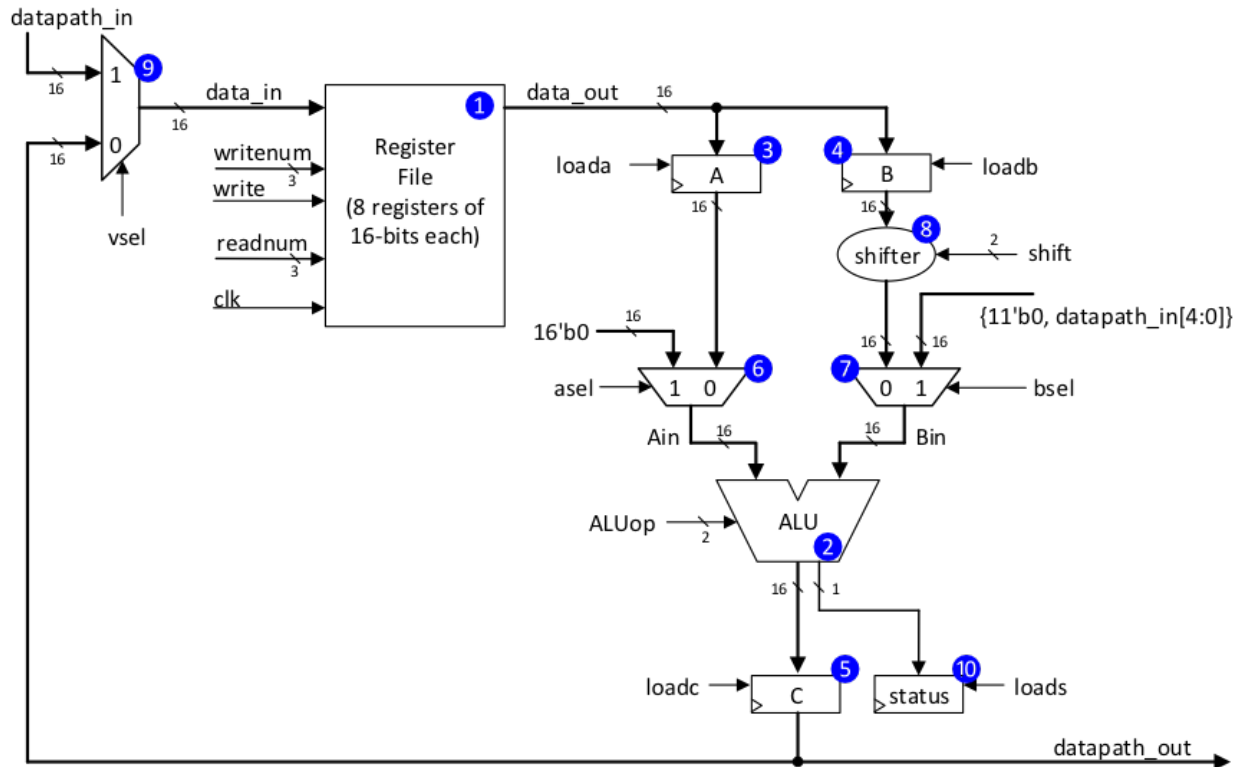 datapath_in
9
1
16
data_in
16
0
16
vsel
writenum
3
write
readnum
3
clk
1
Register
File
(8 registers of
16-bits each)
data_out
16
3
loada
A
16
4
loadb
B
16
8
shifter
2
shift
{11'b0, datapath_in[4:0]}
16'b0
16
16
16
6
asel
1 0
7
0 1
bsel
Ain
16
16
Bin
ALUop
2
ALU
2
16
1
5
loadc
C
10
status
loads
datapath_out